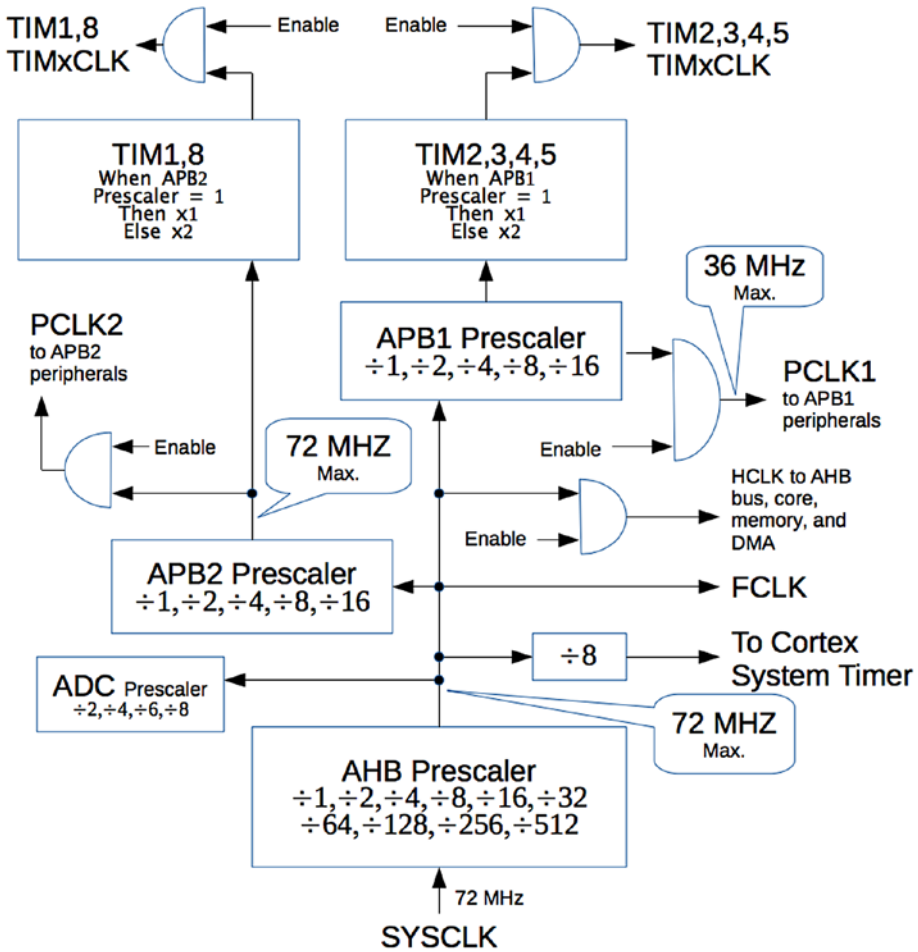 TIM1,8
TIMxCLK
Enable
Enable
TIM2,3,4,5
TIMxCLK
TIM1,8
When APB2
Prescaler = 1
Then x1
Else x2
TIM2,3,4,5
When APB1
Prescaler = 1
Then x1
Else x2
36 MHz
Max.
PCLK2
to APB2
peripherals
APB1 Prescaler
÷1,÷2,÷4,÷8,÷16
PCLK1
to APB1
peripherals
Enable
72 MHZ
Max.
Enable
HCLK to AHB
bus, core,
memory, and
DMA
Enable
APB2 Prescaler
÷1,÷2,÷4,÷8,÷16
FCLK
÷8
To Cortex
System Timer
ADC Prescaler
÷2,÷4,÷6,÷8
72 MHZ
Max.
AHB Prescaler
÷1,÷2,÷4,÷8,÷16,÷32
÷64,÷128,÷256,÷512
72 MHz
SYSCLK